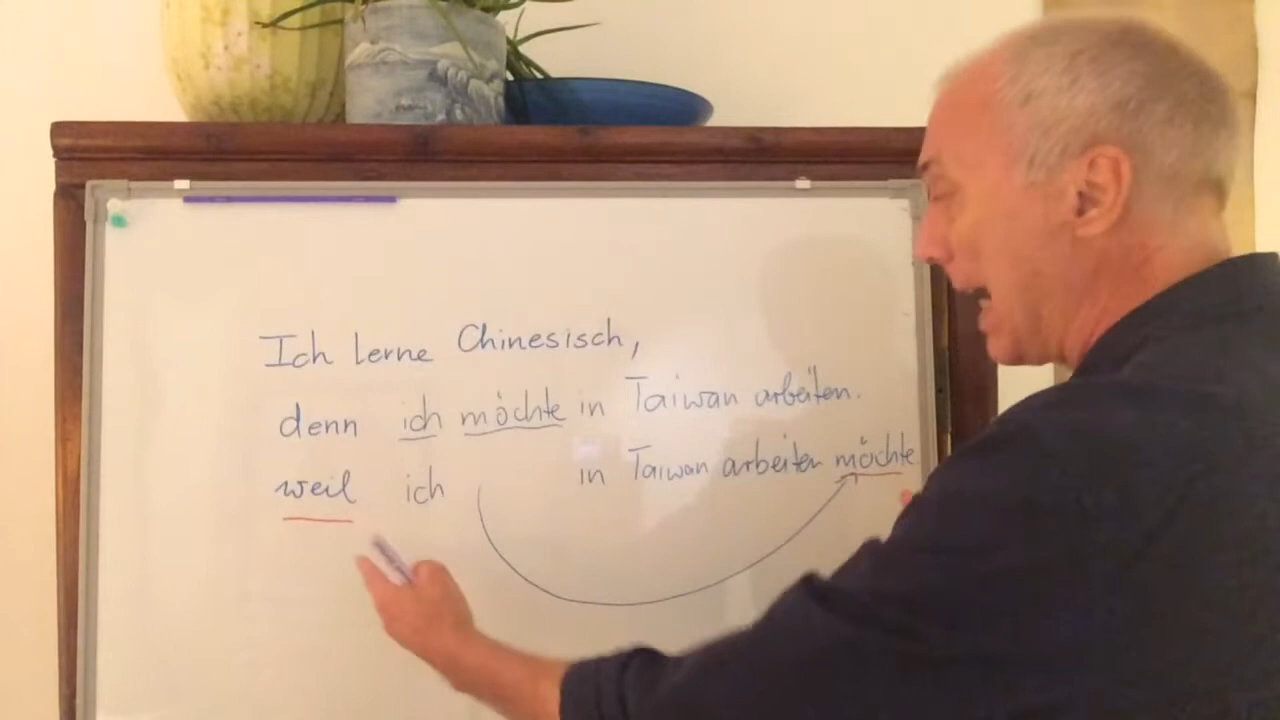 Ich lerne Chinesisch,
denn ich möchte in Taiwan arbeiten.
weil ich in Taiwan arbeiten möchte